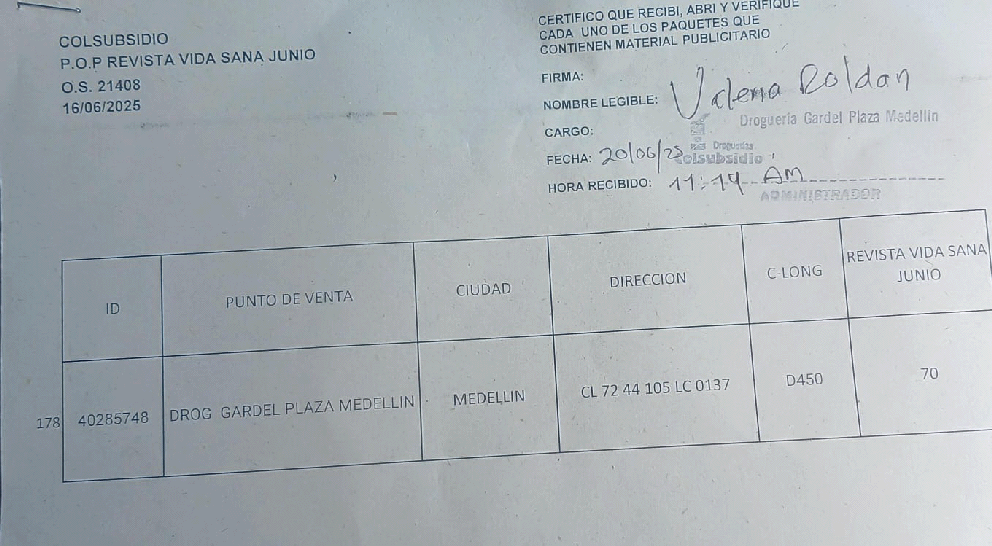 COLSUBSIDIO
P.O.P REVISTA VIDA SANA JUNIO
O.S. 21408
16/06/2025
CERTIFICO QUE RECIBI, ABRI Y VERIFIQUE
CADA UNO DE LOS PAQUETES QUE
CONTIENEN MATERIAL PUBLICITARIO
FIRMA:
NOMBRE LEGIBLE: Roldan
Droguería Gardel Plaza Medellin
CARGO:
Droguerías
FECHA: 20/06/25 Colsubsidio
HORA RECIBIDO: 11:14 AM
ADMINISTRADOR
ID PUNTO DE VENTA CIUDAD DIRECCION C LONG REVISTA VIDA SANA JUNIO
178 40285748 DROG GARDEL PLAZA MEDELLIN MEDELLIN CL 72 44 105 LC 0137 D450 70